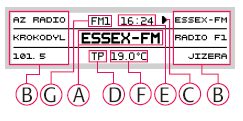 AZ RADIO FM1 16:24 ESSEX-FM
KROKODYL ESSEX-FM RADIO F1
101.5 TP 19.0°C JIZERA
B G A D F E C B